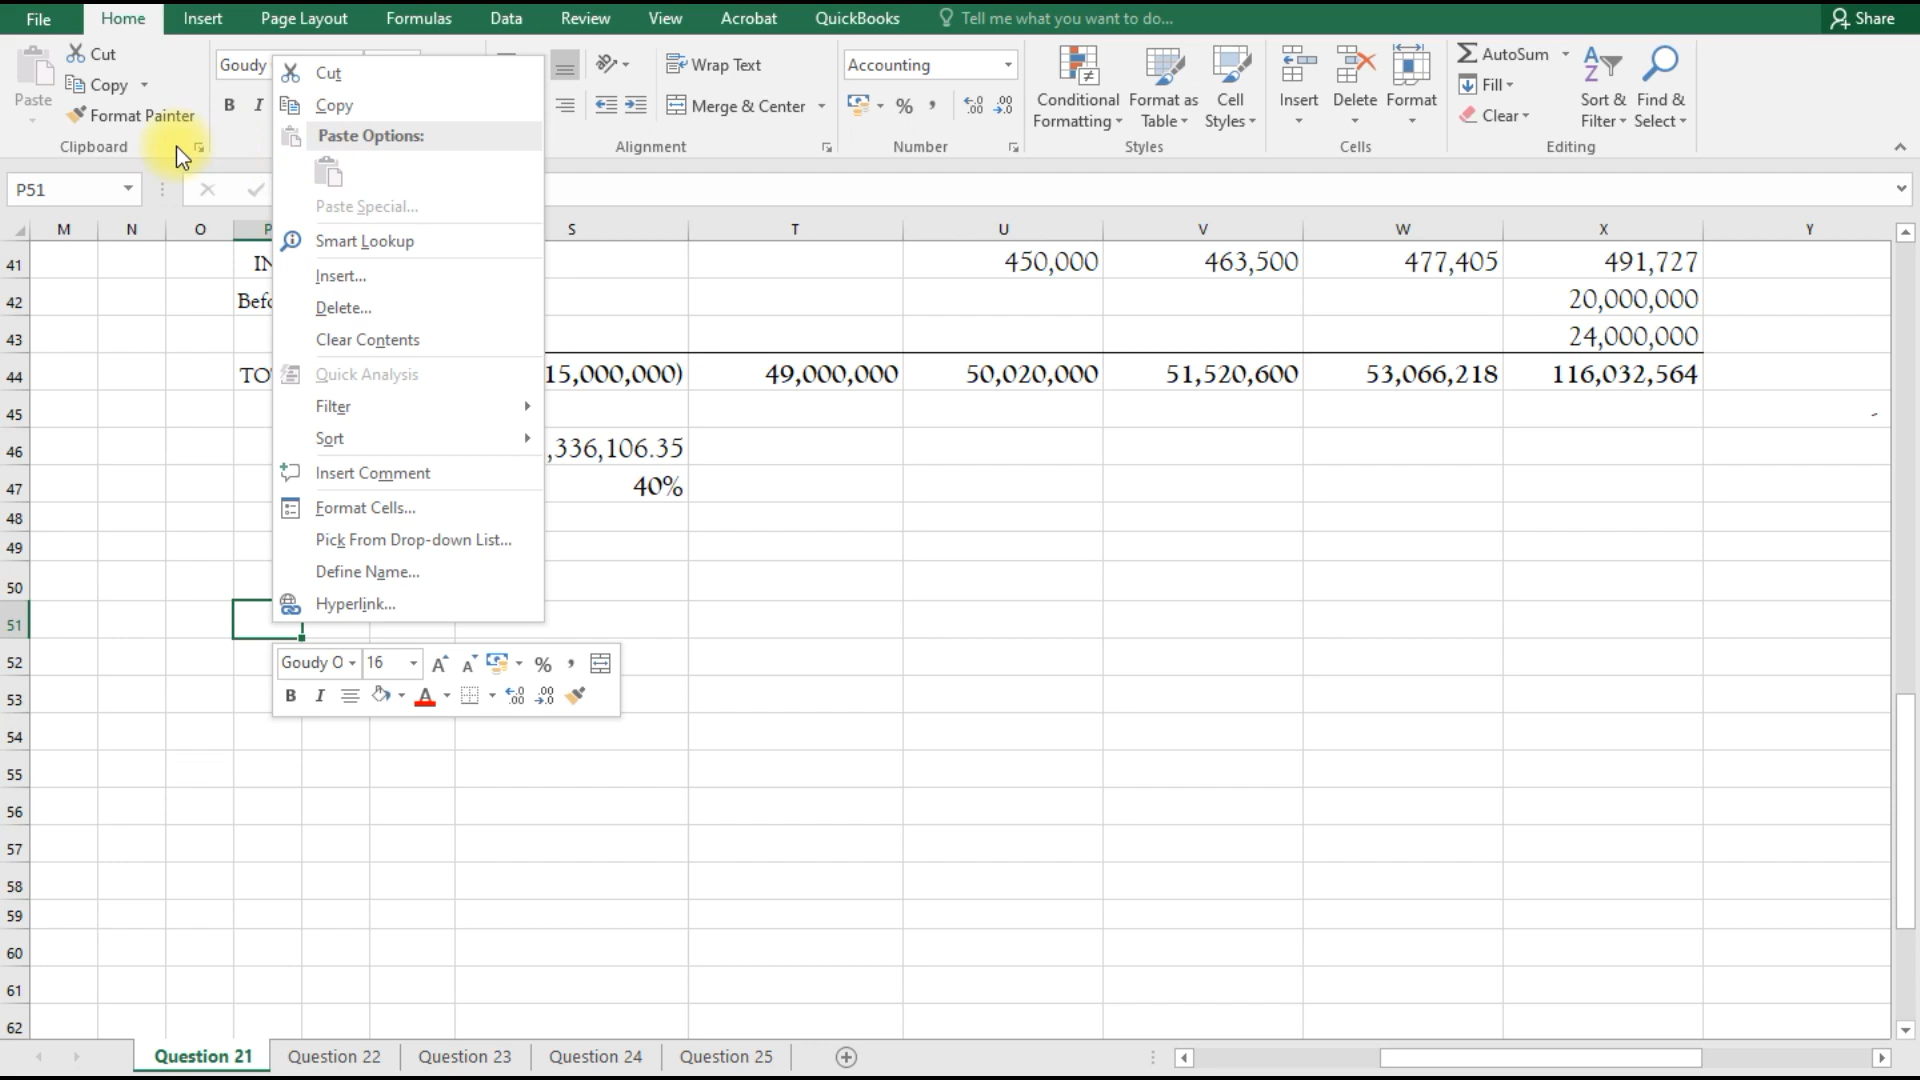 File Home Insert Page Layout Formulas Data Review View Acrobat QuickBooks Tell me what you want to do... Share
Paste
Cut
Copy
Format Painter
Clipboard
Goudy
B I
Wrap Text
Merge & Center
Alignment
Accounting
% ,
Number
Conditional Formatting
Format as Table
Cell Styles
Styles
Insert
Delete
Format
Cells
AutoSum
Fill
Clear
Sort & Filter
Find & Select
Editing
P51
M N O P S T U V W X Y
41 IN 450,000 463,500 477,405 491,727
42 Befo 20,000,000
43 24,000,000
44 TO 15,000,000) 49,000,000 50,020,000 51,520,600 53,066,218 116,032,564
45
46 ,336,106.35
47 40%
48
49
50
51
52
53
54
55
56
57
58
59
60
61
62
Cut
Copy
Paste Options:
Paste Special...
Smart Lookup
Insert...
Delete...
Clear Contents
Quick Analysis
Filter
Sort
Insert Comment
Format Cells...
Pick From Drop-down List...
Define Name...
Hyperlink...
Goudy O 16 A A % ,
B I A
Question 21 Question 22 Question 23 Question 24 Question 25